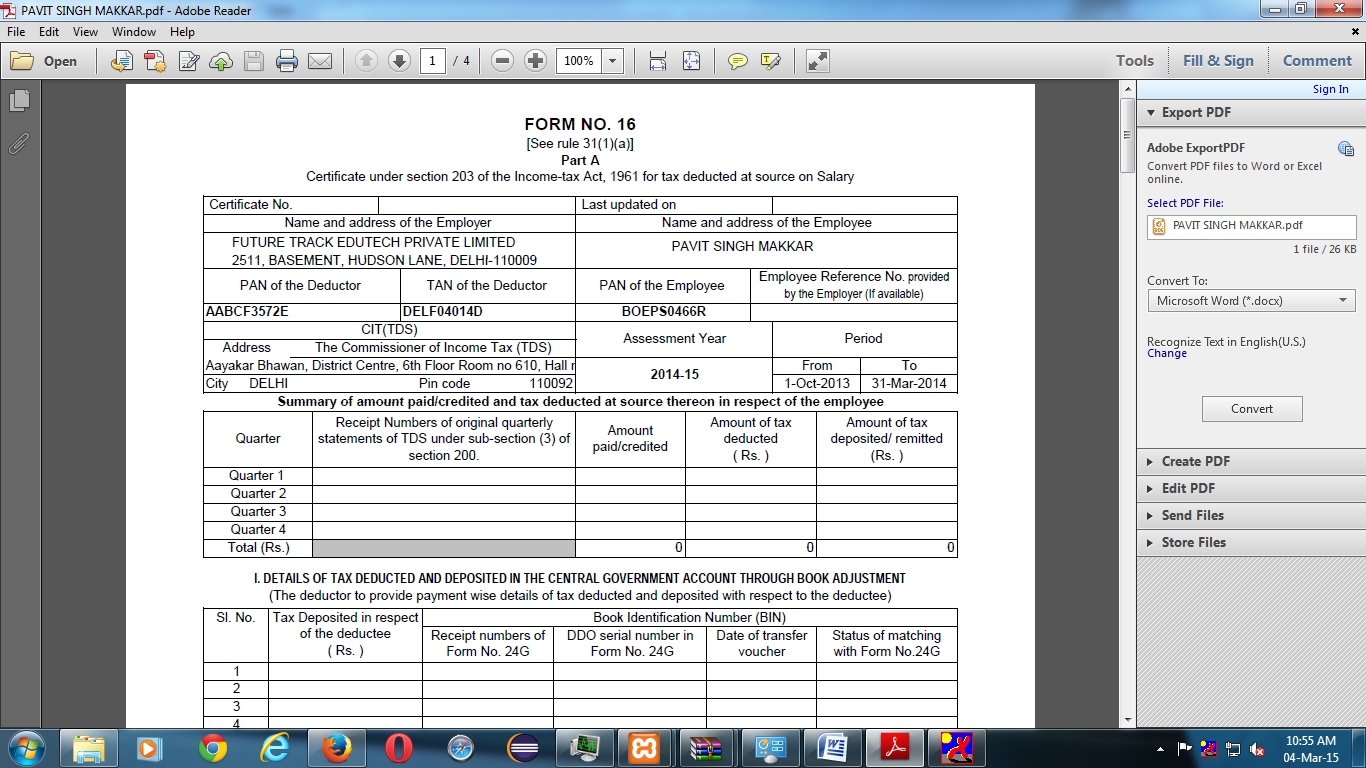 PAVIT SINGH MAKKAR.pdf - Adobe Reader
File Edit View Window Help
Open 1 / 4 100% Tools Fill & Sign Comment
Sign In
Export PDF
Adobe ExportPDF
Convert PDF files to Word or Excel
online.
Select PDF File:
PAVIT SINGH MAKKAR.pdf
1 file / 26 KB
Convert To:
Microsoft Word (*.docx)
Recognize Text in English(U.S.)
Change
Convert
Create PDF
Edit PDF
Send Files
Store Files
FORM NO. 16
[See rule 31(1)(a)]
Part A
Certificate under section 203 of the Income-tax Act, 1961 for tax deducted at source on Salary
Certificate No. Last updated on
Name and address of the Employer Name and address of the Employee
FUTURE TRACK EDUTECH PRIVATE LIMITED PAVIT SINGH MAKKAR
2511, BASEMENT, HUDSON LANE, DELHI-110009
PAN of the Deductor TAN of the Deductor PAN of the Employee Employee Reference No. provided
by the Employer (If available)
AABCF3572E DELF04014D BOEPS0466R
CIT(TDS) Assessment Year Period
Address The Commissioner of Income Tax (TDS)
Aayakar Bhawan, District Centre, 6th Floor Room no 610, Hall r 2014-15 From To
City DELHI Pin code 110092 1-Oct-2013 31-Mar-2014
Summary of amount paid/credited and tax deducted at source thereon in respect of the employee
Quarter Receipt Numbers of original quarterly
statements of TDS under sub-section (3) of
section 200. Amount
paid/credited Amount of tax
deducted
( Rs. ) Amount of tax
deposited/ remitted
(Rs. )
Quarter 1
Quarter 2
Quarter 3
Quarter 4
Total (Rs.) 0 0 0
I. DETAILS OF TAX DEDUCTED AND DEPOSITED IN THE CENTRAL GOVERNMENT ACCOUNT THROUGH BOOK ADJUSTMENT
(The deductor to provide payment wise details of tax deducted and deposited with respect to the deductee)
Sl. No. Tax Deposited in respect
of the deductee
( Rs. ) Book Identification Number (BIN)
Receipt numbers of
Form No. 24G DDO serial number in
Form No. 24G Date of transfer
voucher Status of matching
with Form No.24G
1
2
3
4
10:55 AM
04-Mar-15